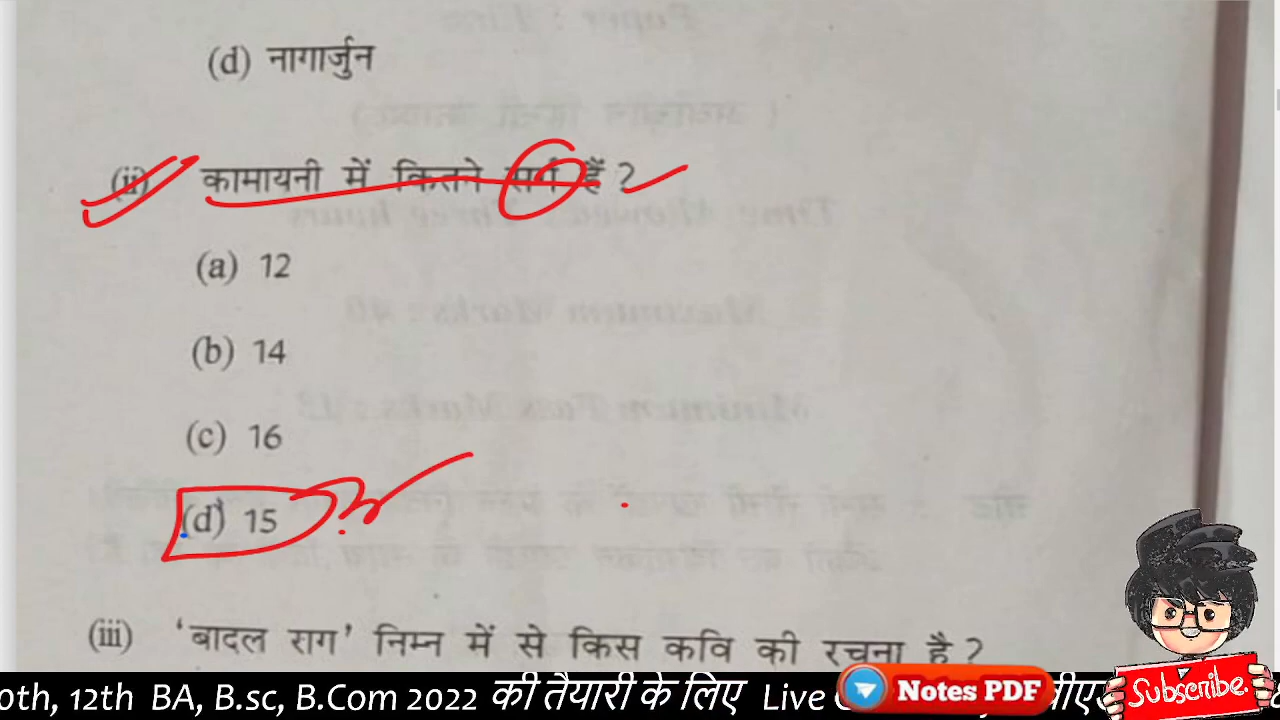 (d) नागार्जुन
(ii) कामायनी में कितने सर्ग हैं ?
(a) 12
(b) 14
(c) 16
(d) 15
(iii) 'बादल राग' निम्न में से किस कवि की रचना है ?
0th, 12th BA, B.sc, B.Com 2022 की तैयारी के लिए Live
Notes PDF
Subscribe.